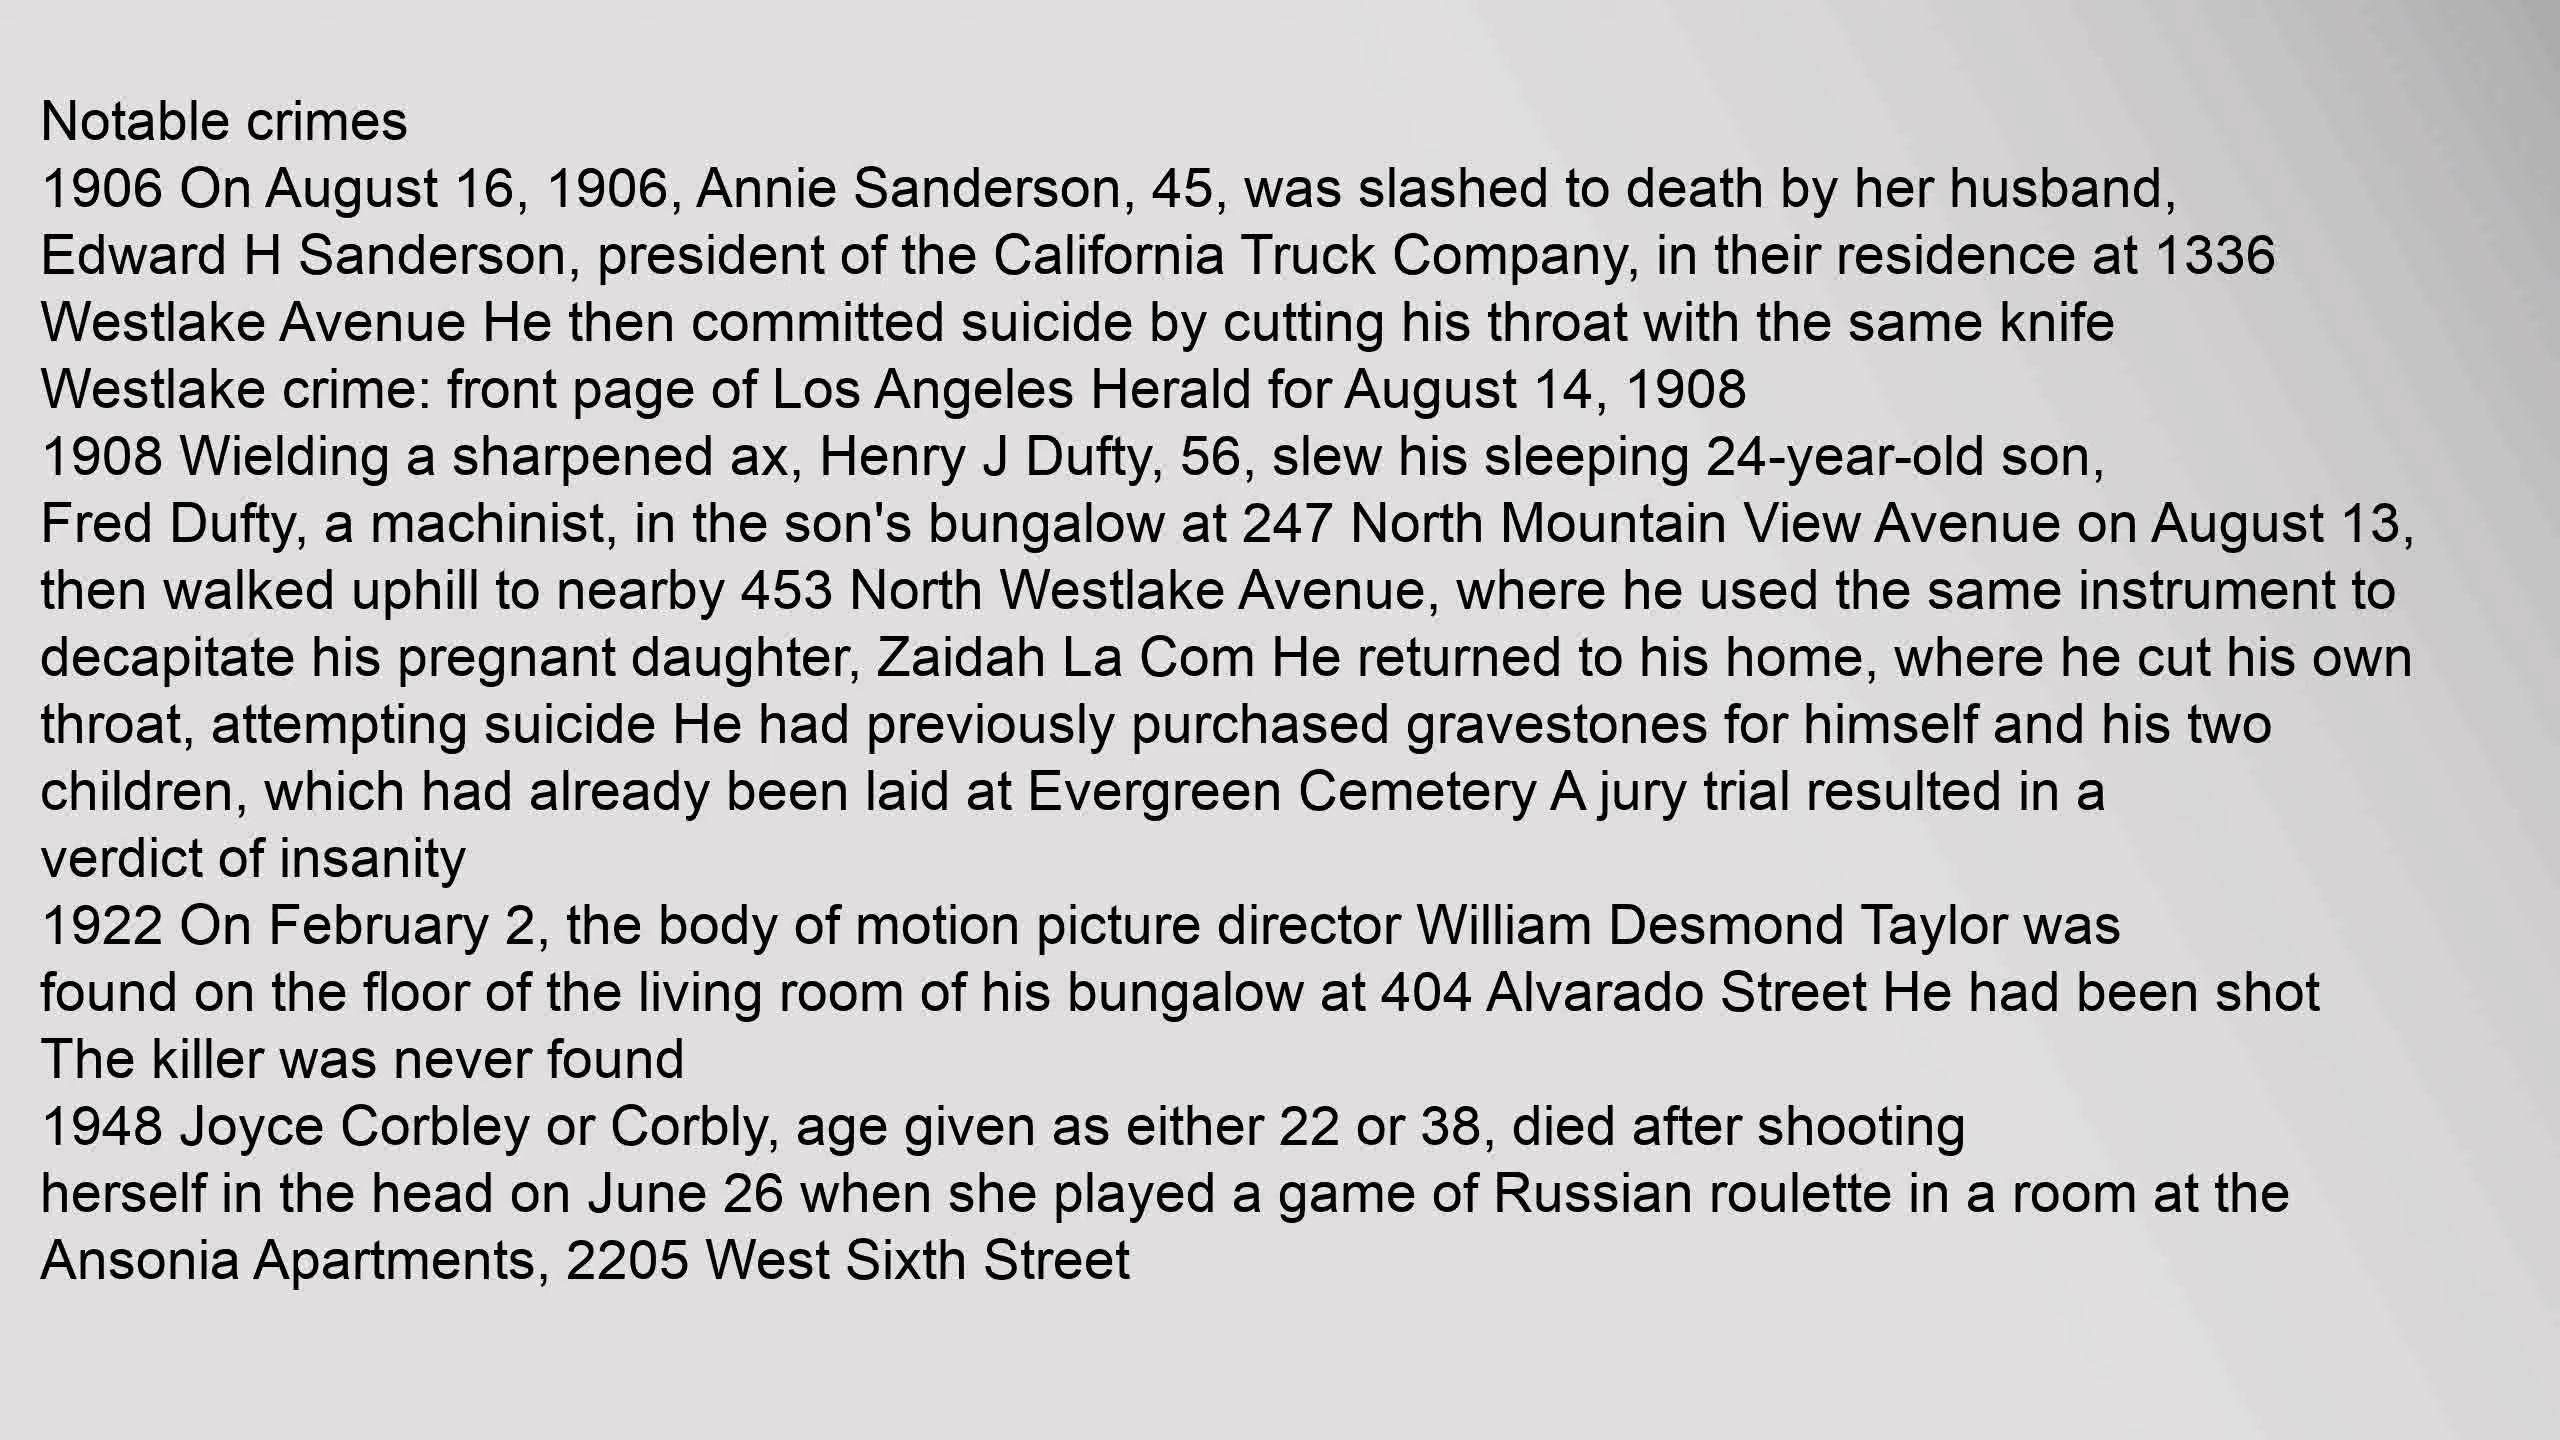 Notable crimes
1906 On August 16, 1906, Annie Sanderson, 45, was slashed to death by her husband,
Edward H Sanderson, president of the California Truck Company, in their residence at 1336
Westlake Avenue He then committed suicide by cutting his throat with the same knife
Westlake crime: front page of Los Angeles Herald for August 14, 1908
1908 Wielding a sharpened ax, Henry J Dufty, 56, slew his sleeping 24-year-old son,
Fred Dufty, a machinist, in the son's bungalow at 247 North Mountain View Avenue on August 13,
then walked uphill to nearby 453 North Westlake Avenue, where he used the same instrument to
decapitate his pregnant daughter, Zaidah La Com He returned to his home, where he cut his own
throat, attempting suicide He had previously purchased gravestones for himself and his two
children, which had already been laid at Evergreen Cemetery A jury trial resulted in a
verdict of insanity
1922 On February 2, the body of motion picture director William Desmond Taylor was
found on the floor of the living room of his bungalow at 404 Alvarado Street He had been shot
The killer was never found
1948 Joyce Corbley or Corbly, age given as either 22 or 38, died after shooting
herself in the head on June 26 when she played a game of Russian roulette in a room at the
Ansonia Apartments, 2205 West Sixth Street